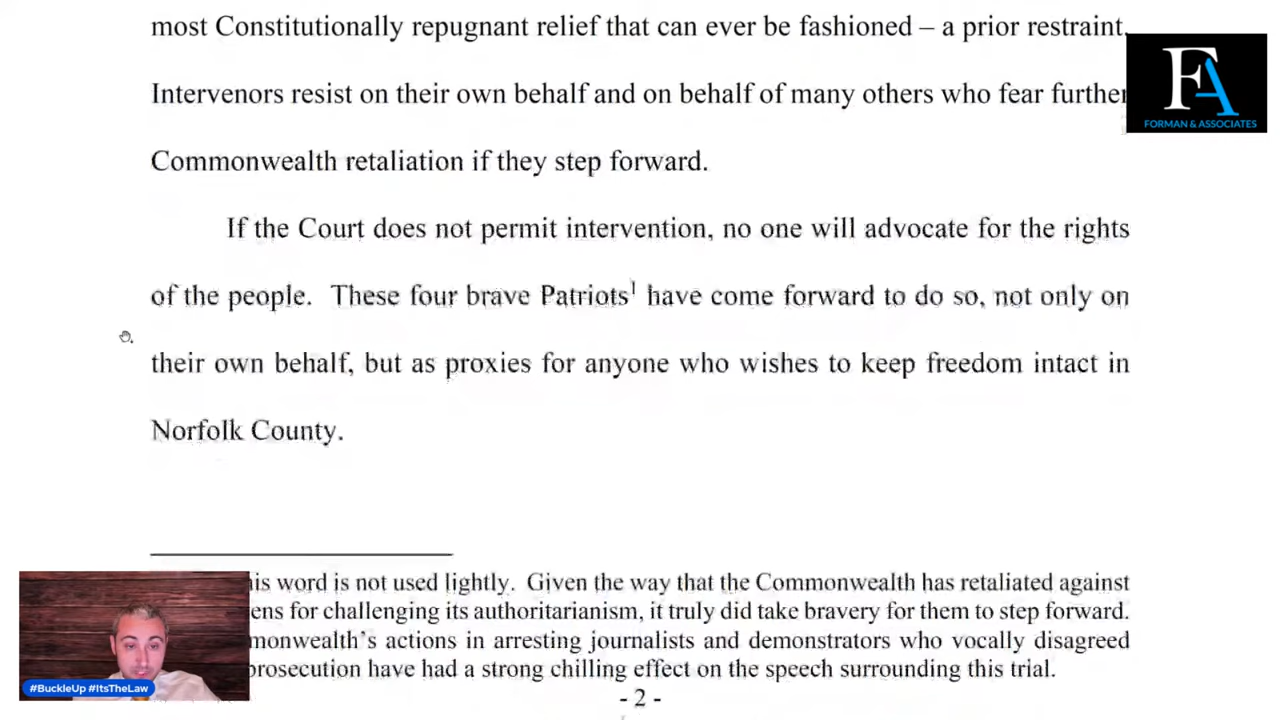 most Constitutionally repugnant relief that can ever be fashioned – a prior restraint.
Intervenors resist on their own behalf and on behalf of many others who fear further
Commonwealth retaliation if they step forward.
If the Court does not permit intervention, no one will advocate for the rights
of the people. These four brave Patriots¹ have come forward to do so, not only on
their own behalf, but as proxies for anyone who wishes to keep freedom intact in
Norfolk County.
his word is not used lightly. Given the way that the Commonwealth has retaliated against
ens for challenging its authoritarianism, it truly did take bravery for them to step forward.
monwealth’s actions in arresting journalists and demonstrators who vocally disagreed
prosecution have had a strong chilling effect on the speech surrounding this trial.
- 2 -
FA
FORMAN & ASSOCIATES
#BuckleUp #ItsTheLaw